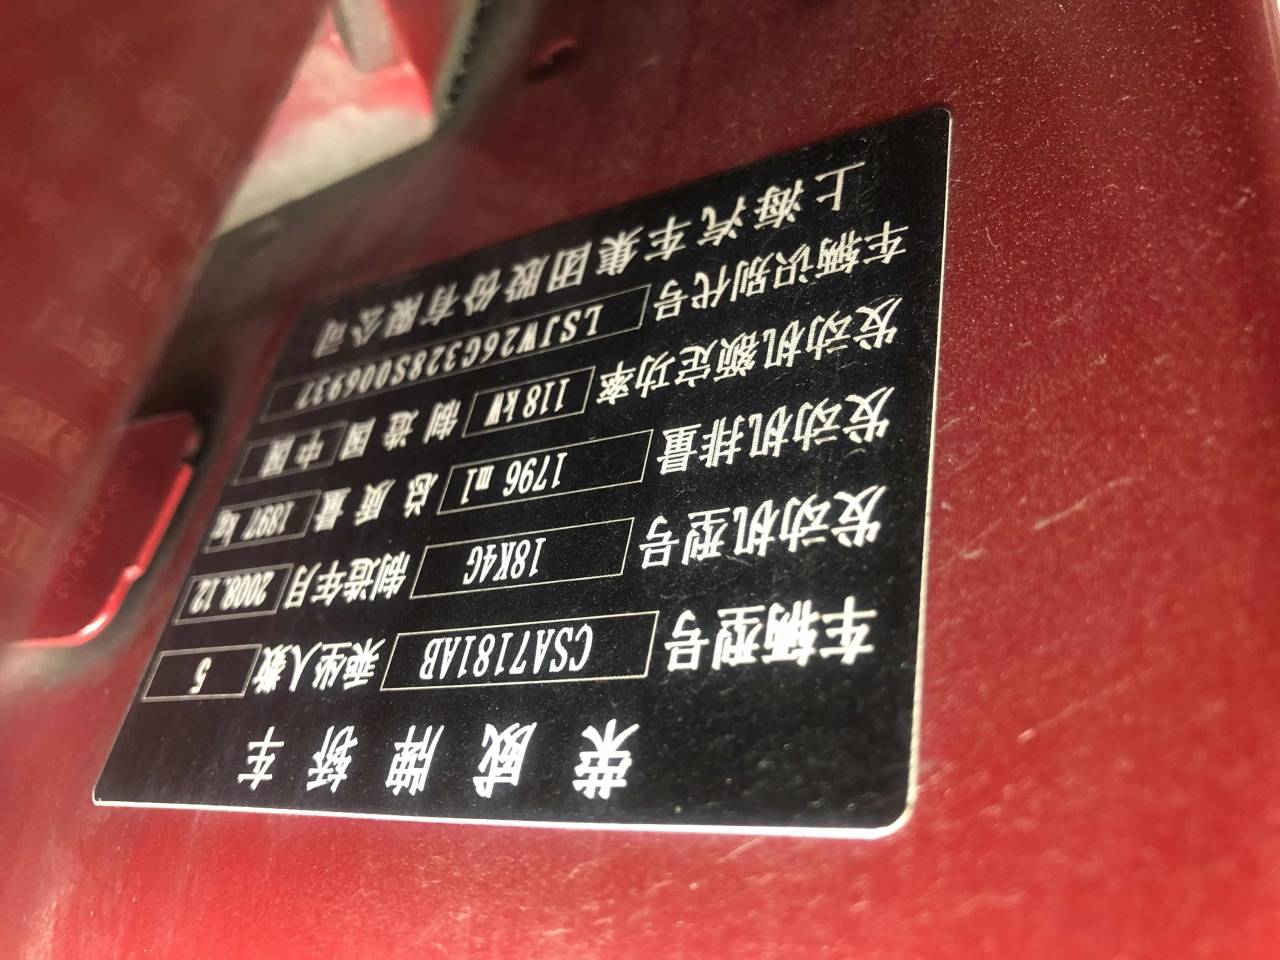 荣威牌轿车
车辆型号 CSA7181AB 乘坐人数 5
发动机型号 18K4G 制造年月 2008.12
发动机排量 1796 ml 总质量 1897 kg
发动机额定功率 118 kW 制造国 中国
车辆识别代号 LSJW26G328S006937
上海汽车集团股份有限公司